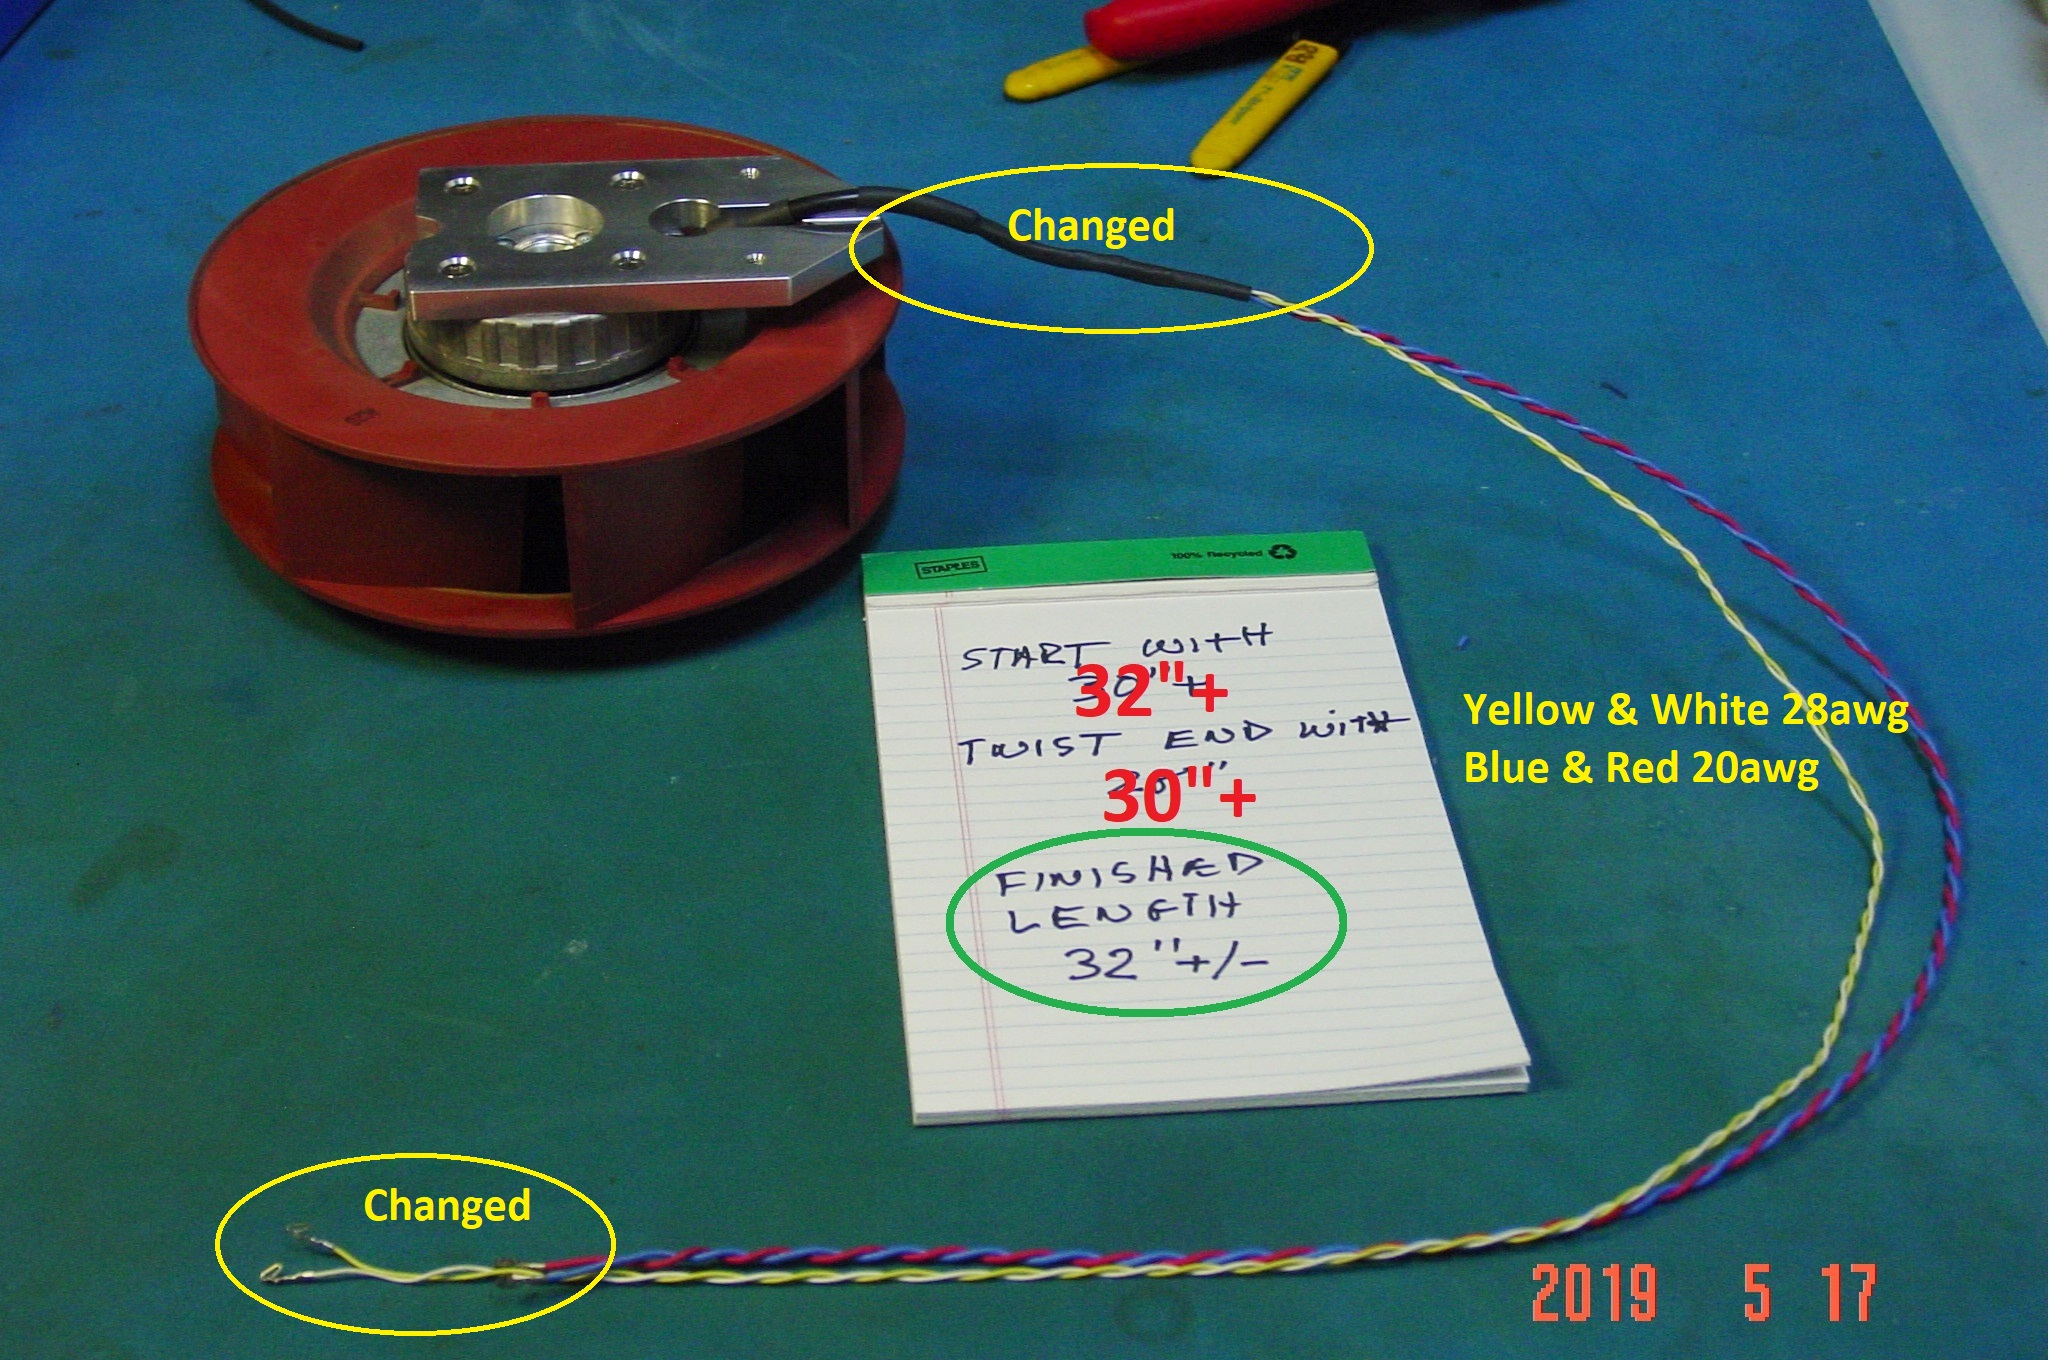 Changed
STAPLES
100% Recycled
START WITH
32"+
TWIST END WITH
30"+
Yellow & White 28awg
Blue & Red 20awg
FINISHED
LENGTH
32"+/-
Changed
2019 5 17